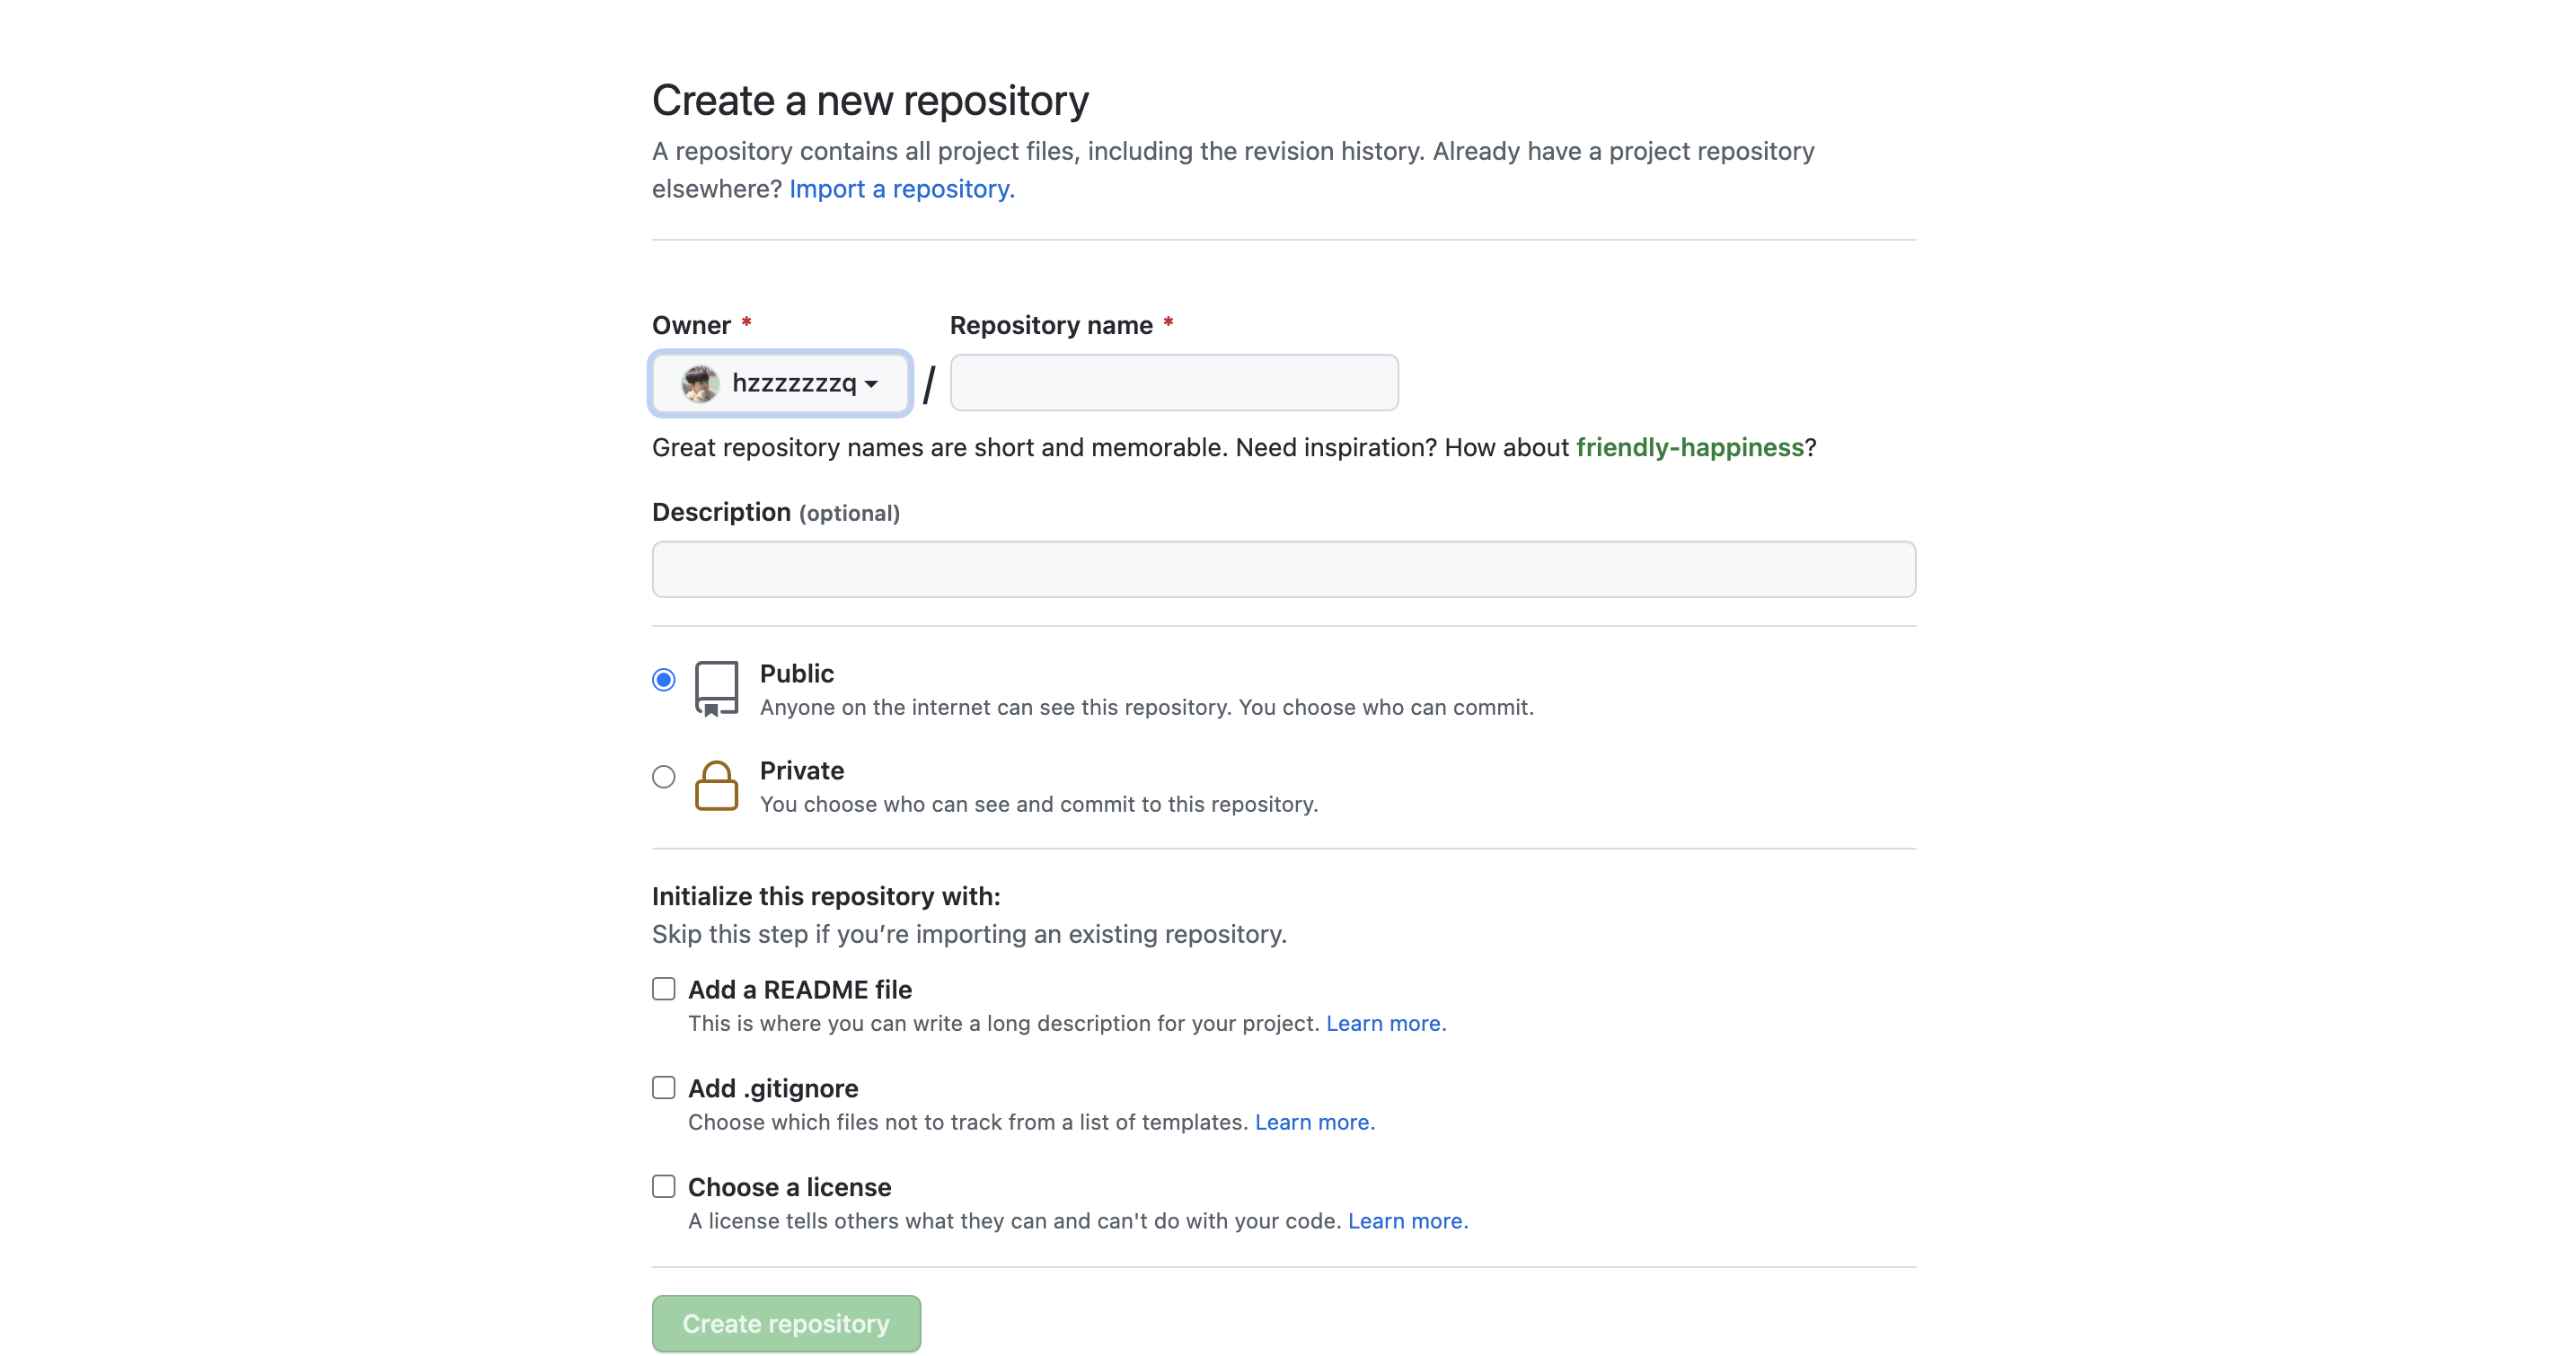 Create a new repository
A repository contains all project files, including the revision history. Already have a project repository
elsewhere? Import a repository.
Owner * Repository name *
hzzzzzzzq /
Great repository names are short and memorable. Need inspiration? How about friendly-happiness?
Description (optional)
Public
Anyone on the internet can see this repository. You choose who can commit.
Private
You choose who can see and commit to this repository.
Initialize this repository with:
Skip this step if you’re importing an existing repository.
Add a README file
This is where you can write a long description for your project. Learn more.
Add .gitignore
Choose which files not to track from a list of templates. Learn more.
Choose a license
A license tells others what they can and can't do with your code. Learn more.
Create repository